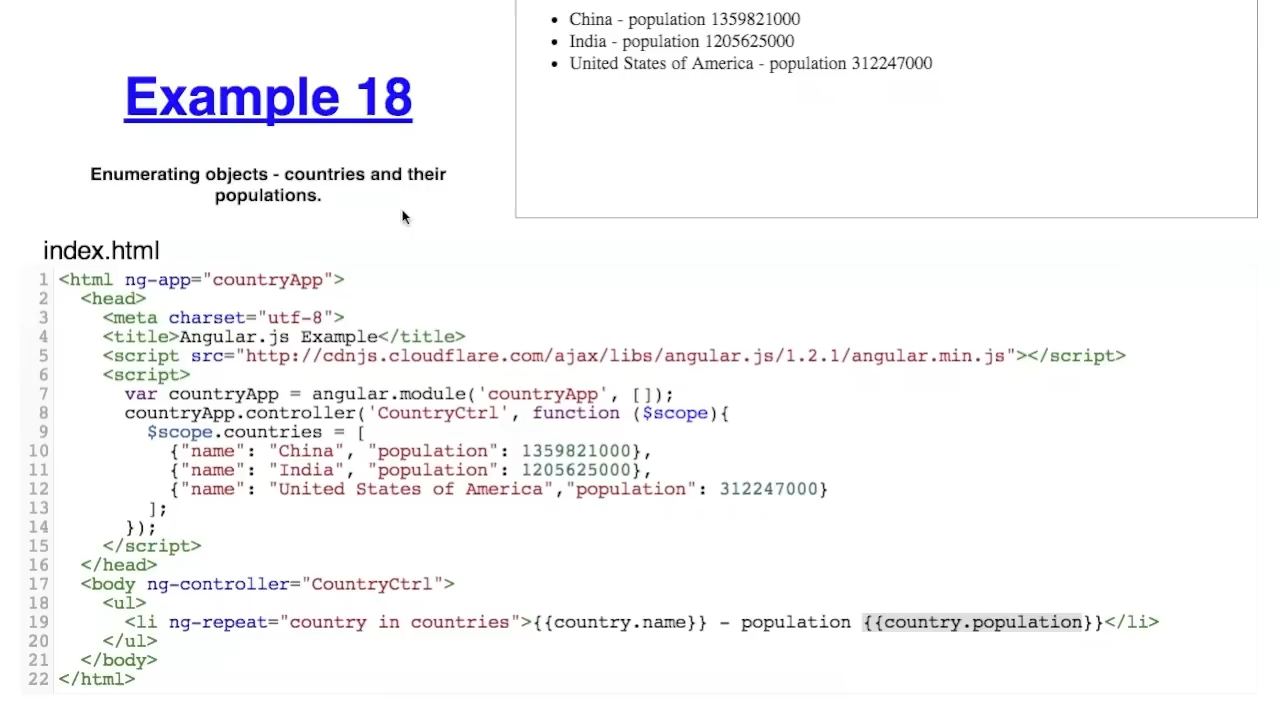 China - population 1359821000
India - population 1205625000
United States of America - population 312247000
Example 18
Enumerating objects - countries and their
populations.
index.html
1 <html ng-app="countryApp">
2   <head>
3     <meta charset="utf-8">
4     <title>Angular.js Example</title>
5     <script src="http://cdnjs.cloudflare.com/ajax/libs/angular.js/1.2.1/angular.min.js"></script>
6     <script>
7       var countryApp = angular.module('countryApp', []);
8       countryApp.controller('CountryCtrl', function ($scope){
9         $scope.countries = [
10           {"name": "China", "population": 1359821000},
11           {"name": "India", "population": 1205625000},
12           {"name": "United States of America","population": 312247000}
13         ];
14       });
15     </script>
16   </head>
17   <body ng-controller="CountryCtrl">
18     <ul>
19       <li ng-repeat="country in countries">{{country.name}} - population {{country.population}}</li>
20     </ul>
21   </body>
22 </html>